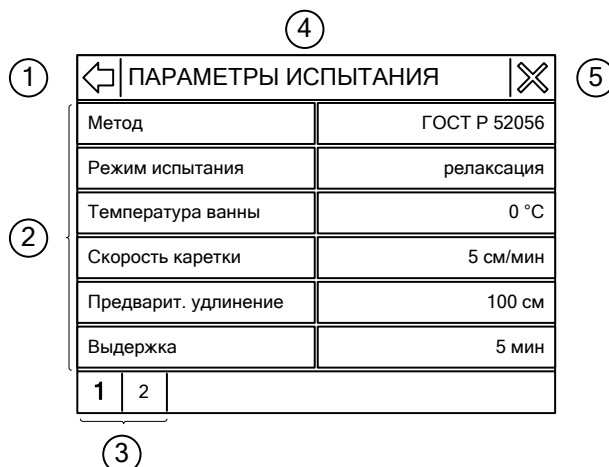 4
1 ПАРАМЕТРЫ ИСПЫТАНИЯ 5
Метод ГОСТ Р 52056
Режим испытания релаксация
Температура ванны 0 °C
2
Скорость каретки 5 см/мин
Предварит. удлинение 100 см
Выдержка 5 мин
1 2
3